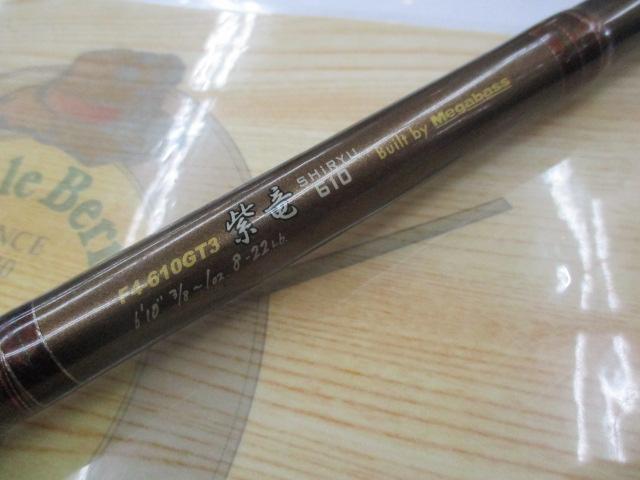 F4-610GT3 紫竜 SHIRYU 610 Built by Megabass
6'10" 3/8~1oz. 8-22Lb.
le Ber
NCE